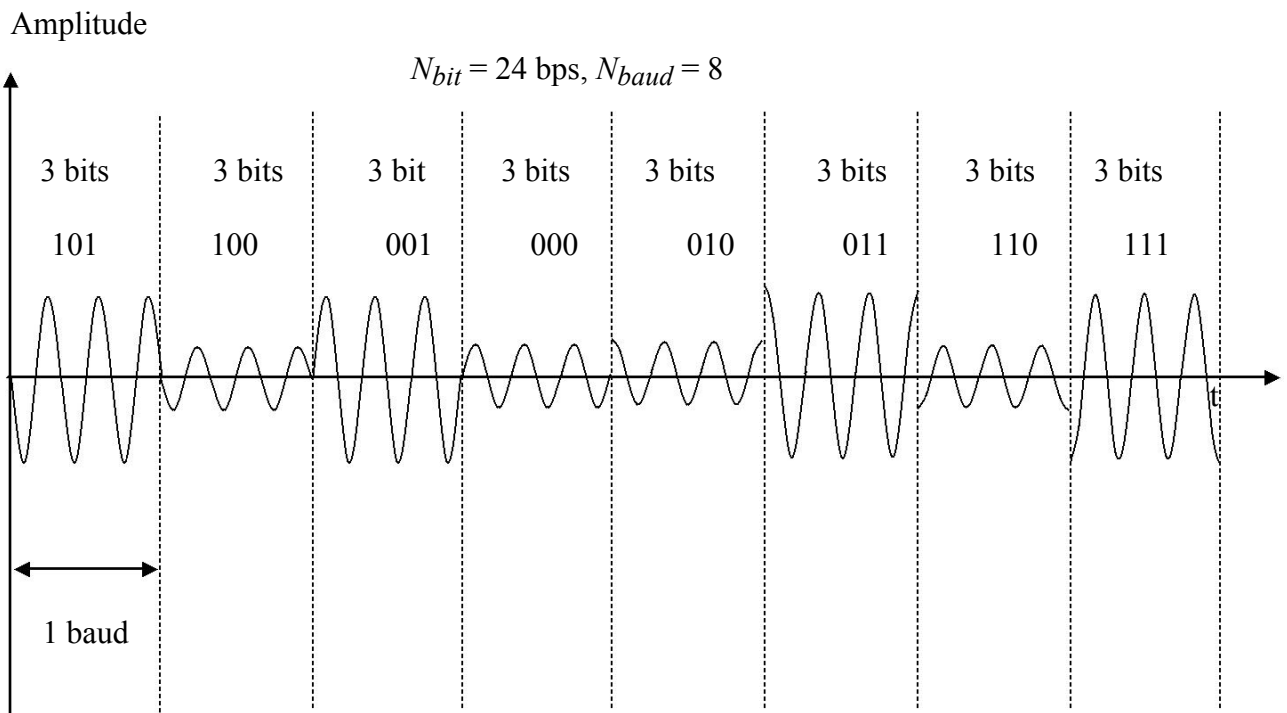 Amplitude
N_bit = 24 bps, N_baud = 8
3 bits 3 bits 3 bit 3 bits 3 bits 3 bits 3 bits 3 bits
101 100 001 000 010 011 110 111
t
1 baud